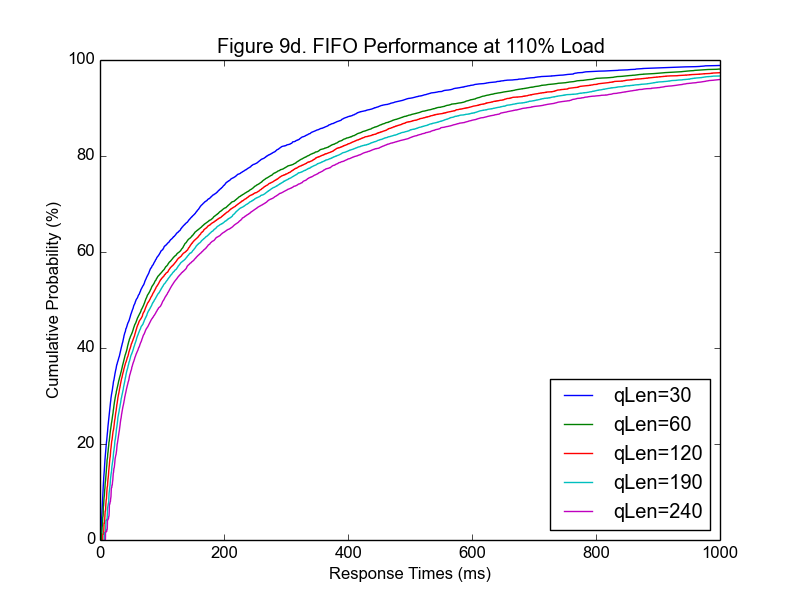 Figure 9d. FIFO Performance at 110% Load
100
80
60
40
20
0
Cumulative Probability (%)
0 200 400 600 800 1000
Response Times (ms)
qLen=30
qLen=60
qLen=120
qLen=190
qLen=240